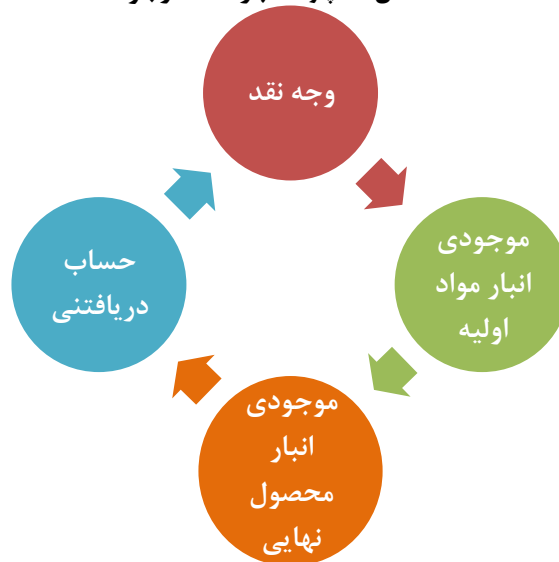 وجه نقد
موجودی
انبار مواد
اولیه
موجودی
انبار
محصول
نهایی
حساب
دریافتنی